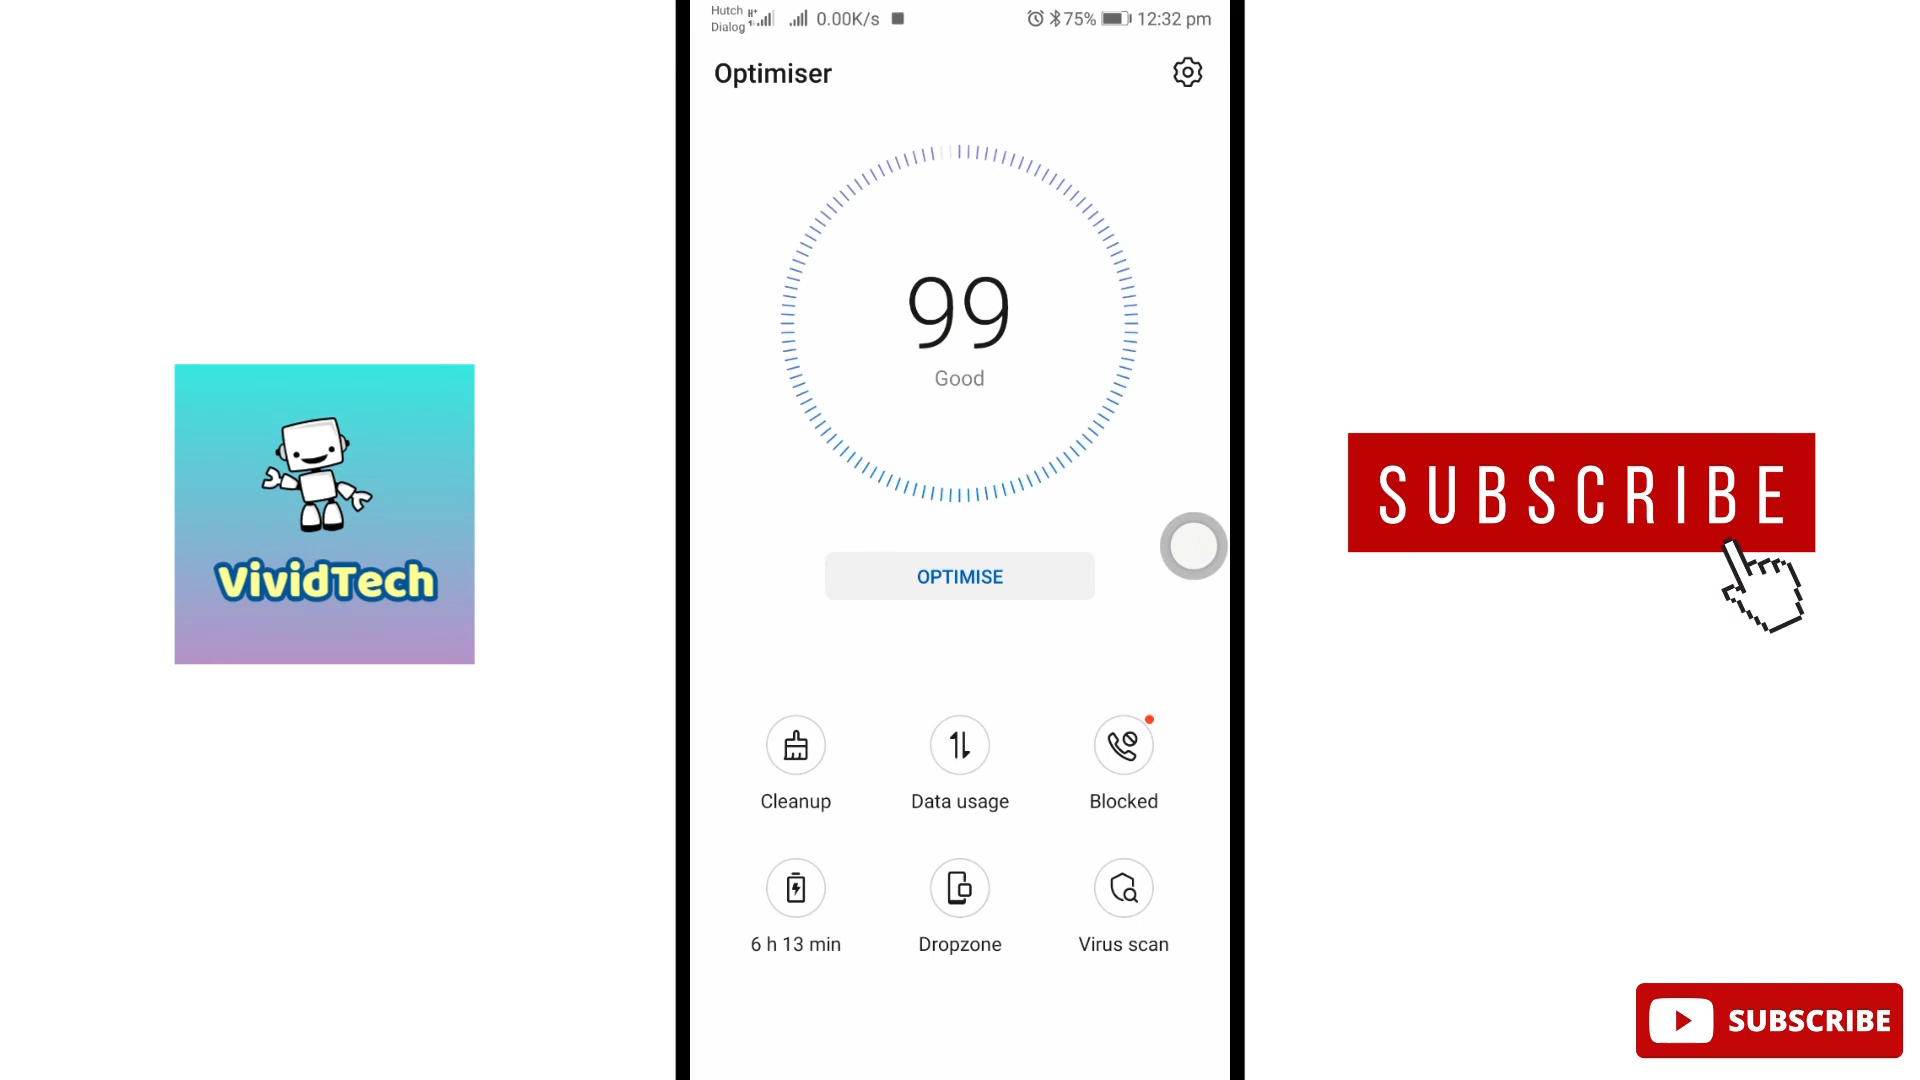 Hutch
Dialog
H+
0.00K/s
75%
12:32 pm
Optimiser
99
Good
OPTIMISE
Cleanup
Data usage
Blocked
6 h 13 min
Dropzone
Virus scan
VividTech
SUBSCRIBE
SUBSCRIBE